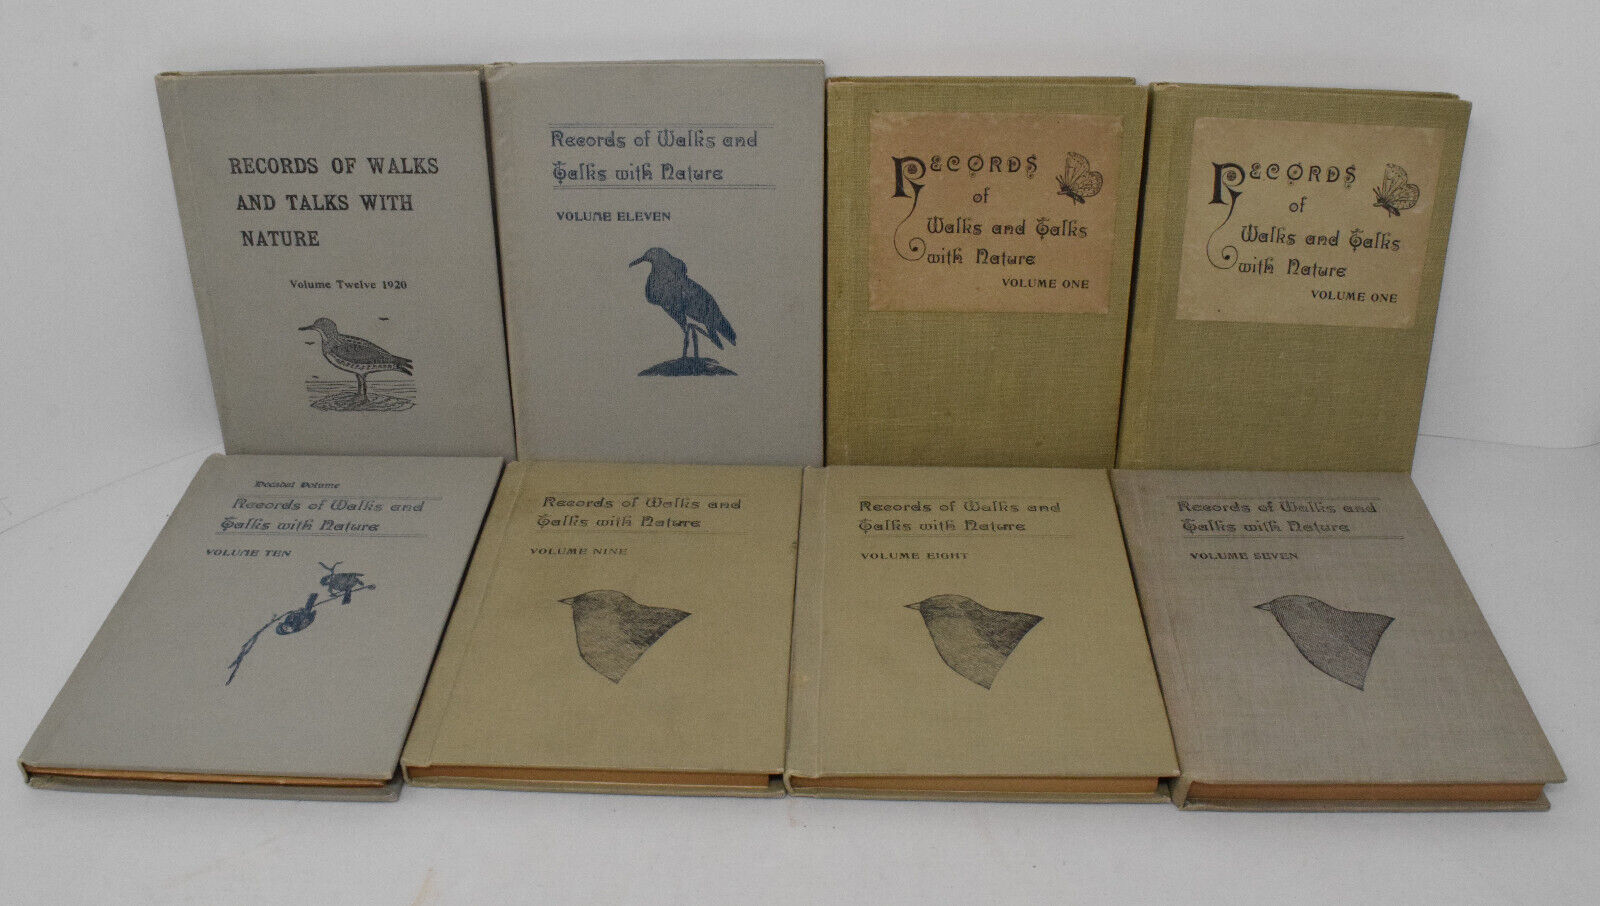 RECORDS OF WALKS
AND TALKS WITH
NATURE
Volume Twelve 1920
Records of Walks and
Talks with Nature
VOLUME ELEVEN
RECORDS
of
Walks and Talks
with Nature
VOLUME ONE
RECORDS
of
Walks and Talks
with Nature
VOLUME ONE
Decadal Volume
Records of Walks and
Talks with Nature
VOLUME TEN
Records of Walks and
Talks with Nature
VOLUME NINE
Records of Walks and
Talks with Nature
VOLUME EIGHT
Records of Walks and
Talks with Nature
VOLUME SEVEN